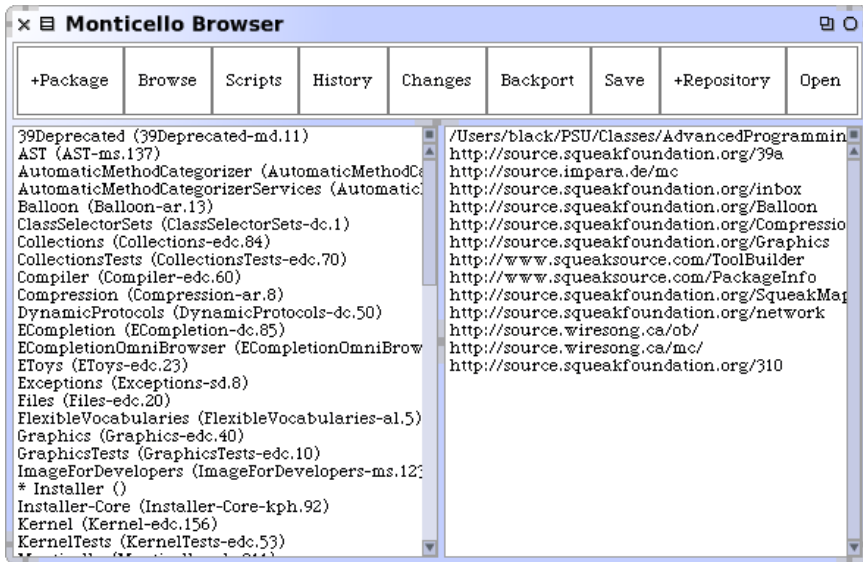 Monticello Browser
+Package Browse Scripts History Changes Backport Save +Repository Open
39Deprecated (39Deprecated-md.11)
AST (AST-ms.137)
AutomaticMethodCategorizer (AutomaticMethodCa
AutomaticMethodCategorizerServices (Automatic
Balloon (Balloon-ar.13)
ClassSelectorSets (ClassSelectorSets-dc.1)
Collections (Collections-edc.84)
CollectionsTests (CollectionsTests-edc.70)
Compiler (Compiler-edc.60)
Compression (Compression-ar.8)
DynamicProtocols (DynamicProtocols-dc.50)
ECompletion (ECompletion-dc.85)
ECompletionOmniBrowser (ECompletionOmniBrow
EToys (EToys-edc.23)
Exceptions (Exceptions-sd.8)
Files (Files-edc.20)
FlexibleVocabularies (FlexibleVocabularies-al.5)
Graphics (Graphics-edc.40)
GraphicsTests (GraphicsTests-edc.10)
ImageForDevelopers (ImageForDevelopers-ms.123
* Installer ()
Installer-Core (Installer-Core-kph.92)
Kernel (Kernel-edc.156)
KernelTests (KernelTests-edc.53)
/Users/black/PSU/Classes/AdvancedProgrammin
http://source.squeakfoundation.org/39a
http://source.impara.de/mc
http://source.squeakfoundation.org/inbox
http://source.squeakfoundation.org/Balloon
http://source.squeakfoundation.org/Compressio
http://source.squeakfoundation.org/Graphics
http://www.squeaksource.com/ToolBuilder
http://www.squeaksource.com/PackageInfo
http://source.squeakfoundation.org/SqueakMap
http://source.squeakfoundation.org/network
http://source.wiresong.ca/ob/
http://source.wiresong.ca/mc/
http://source.squeakfoundation.org/310